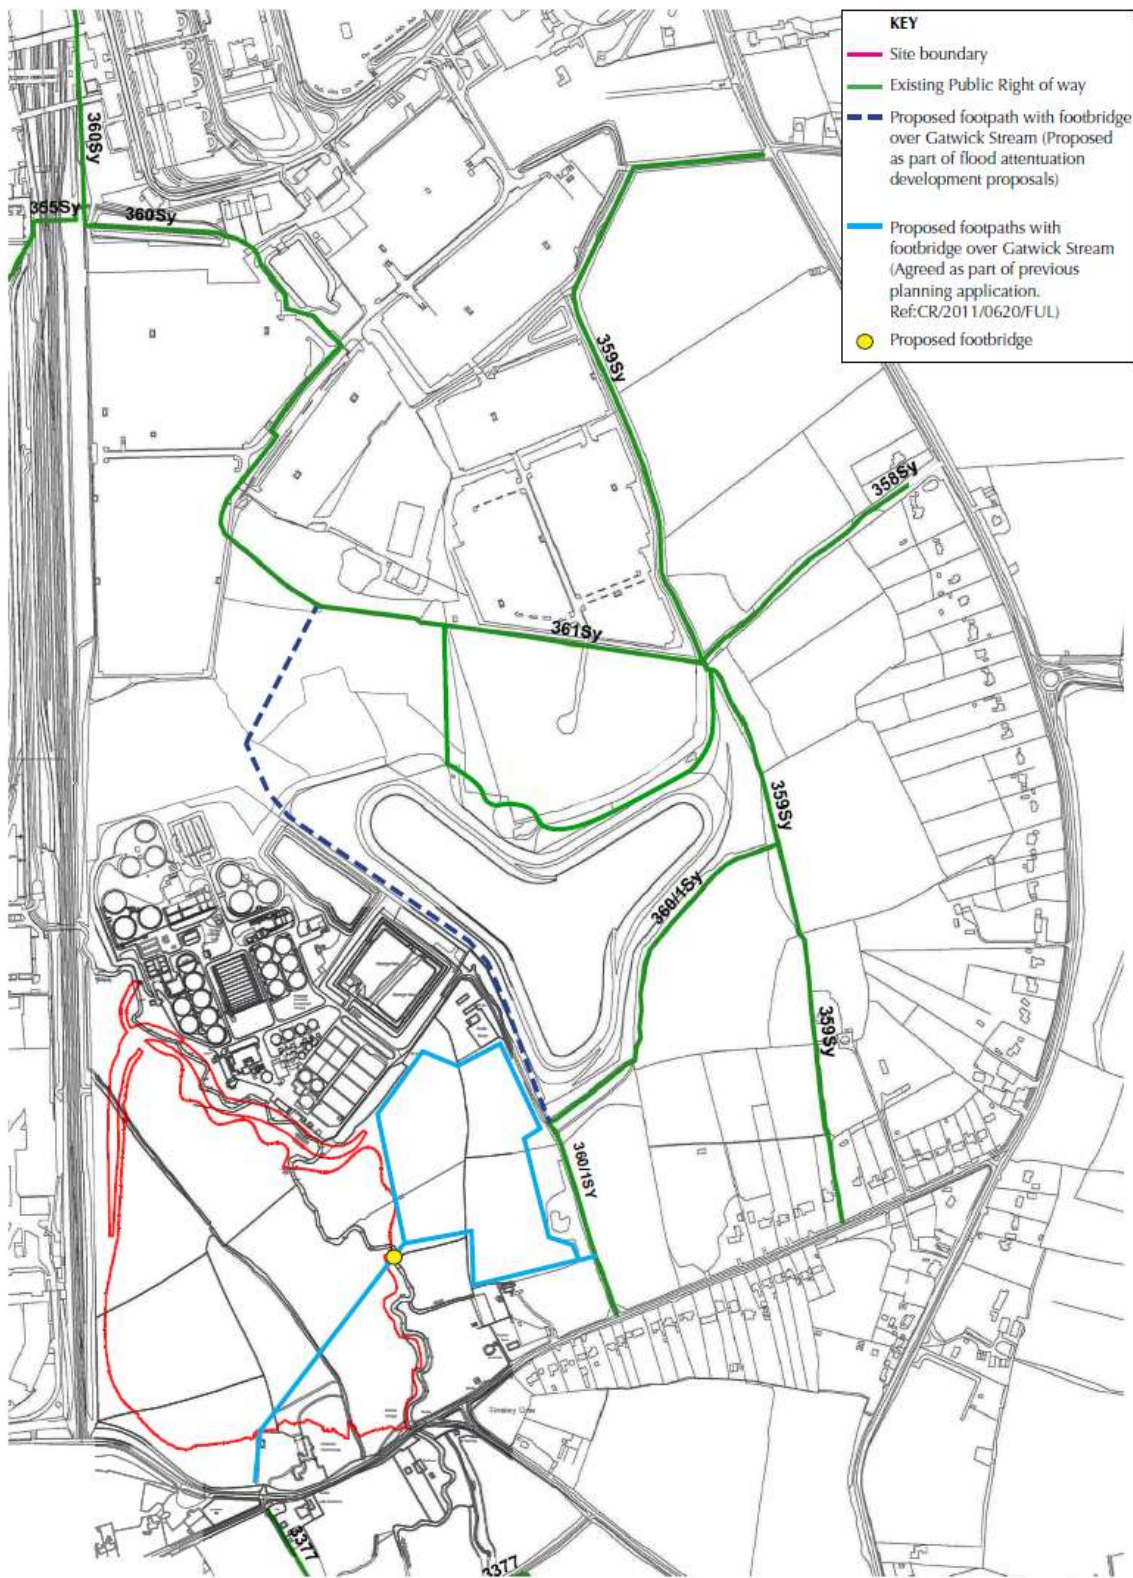 KEY
Site boundary
Existing Public Right of way
Proposed footpath with footbridge
over Gatwick Stream (Proposed
as part of flood attentuation
development proposals)
Proposed footpaths with
footbridge over Gatwick Stream
(Agreed as part of previous
planning application.
Ref:CR/2011/0620/FUL)
Proposed footbridge
360Sy
355Sy
360Sy
359Sy
358Sy
361Sy
359Sy
360/1Sy
359Sy
360/1SY
Tinsley Green
3377
3377